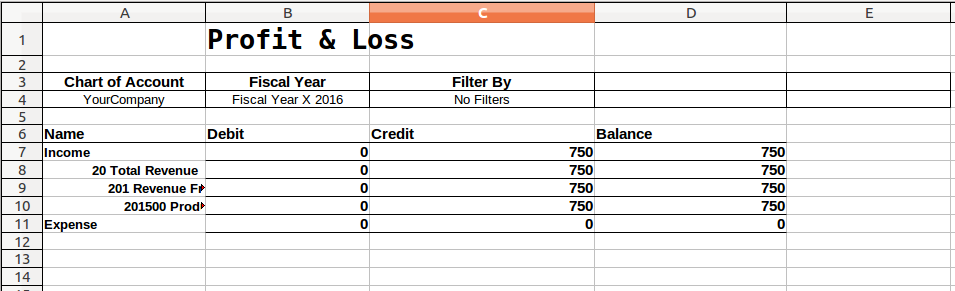 A B C D E
1 Profit & Loss
2
3 Chart of Account Fiscal Year Filter By
4 YourCompany Fiscal Year X 2016 No Filters
5
6 Name Debit Credit Balance
7 Income 0 750 750
8 20 Total Revenue 0 750 750
9 201 Revenue Fr 0 750 750
10 201500 Prod 0 750 750
11 Expense 0 0 0
12
13
14